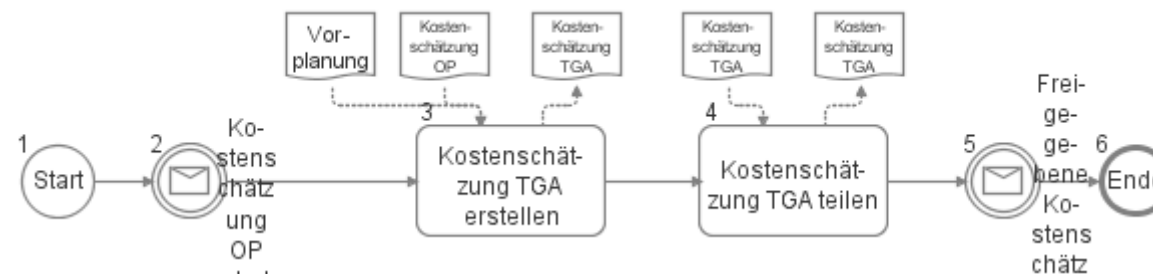 Vor-
planung
Kosten-
schätzung
OP
Kosten-
schätzung
TGA
Kosten-
schätzung
TGA
Kosten-
schätzung
TGA
1
Start
2
Ko-
stens
chätz
ung
OP
3
Kostenschät-
zung TGA
erstellen
4
Kostenschät-
zung TGA teilen
5
Frei-
ge-
ge-
bene
Ko-
stens
chätz
6
Ende